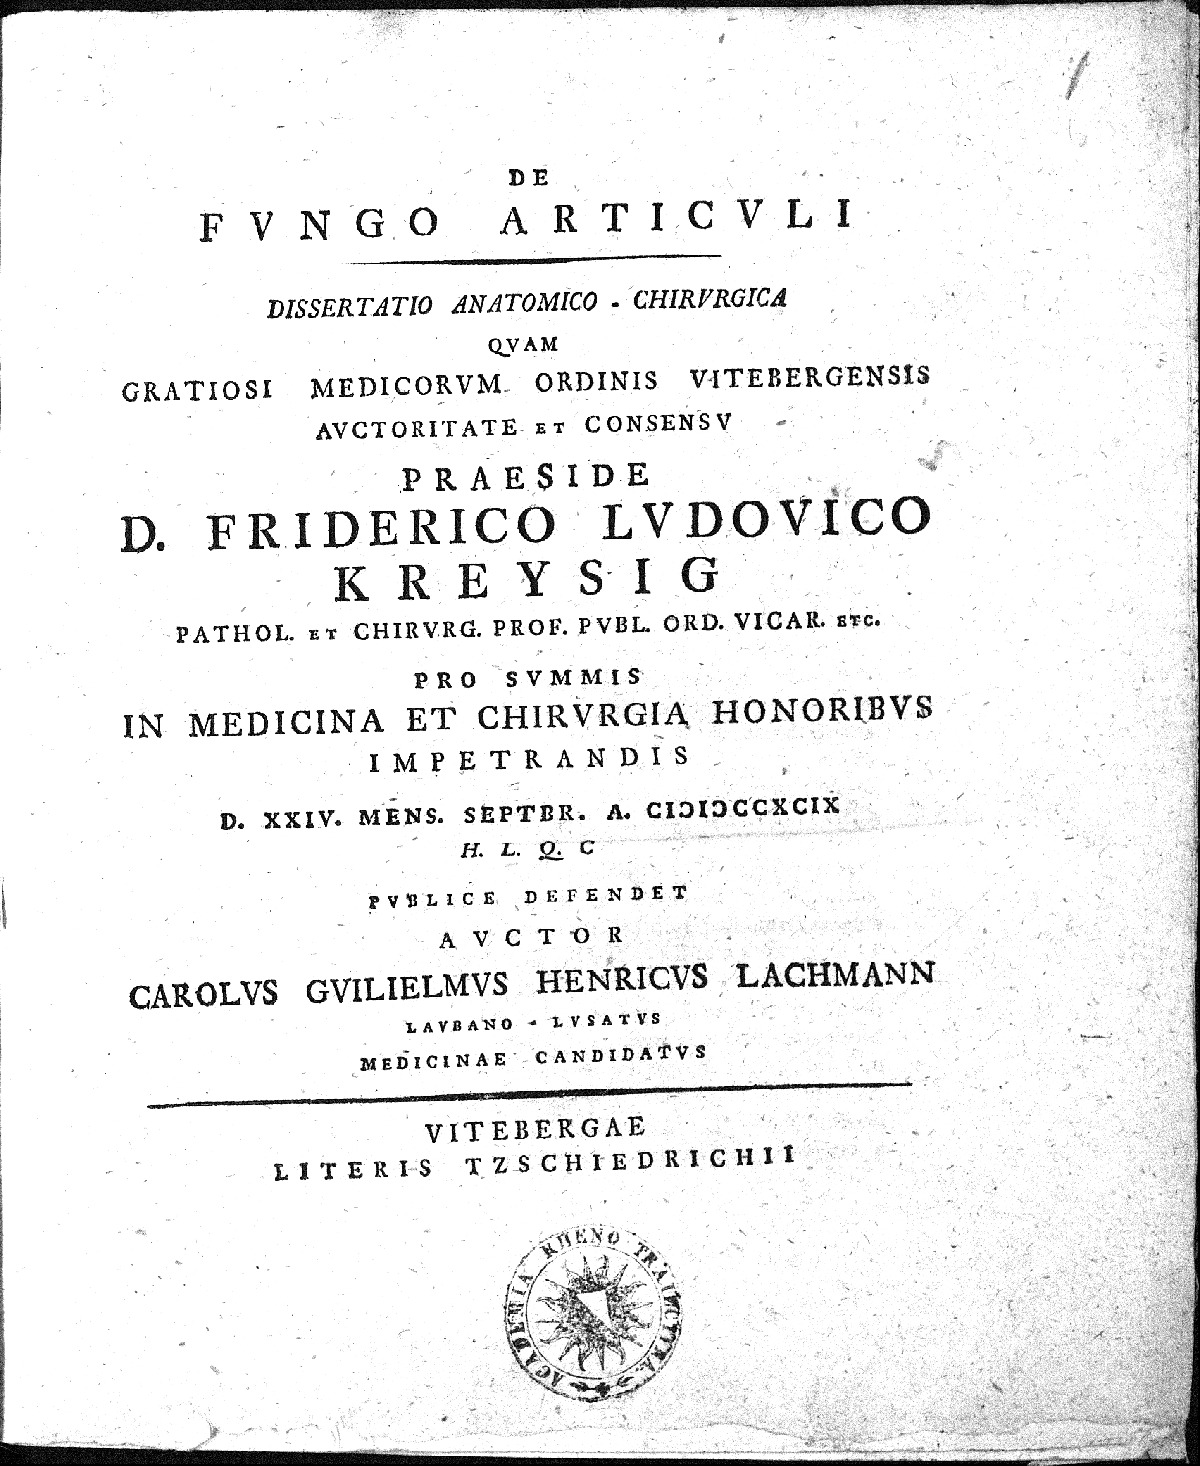 DE
FVNGO ARTICVLI
DISSERTATIO ANATOMICO - CHIRVRGICA
QVAM
GRATIOSI MEDICORVM ORDINIS VITEBERGENSIS
AVCTORITATE ET CONSENSV
PRAESIDE
D. FRIDERICO LVDOVICO
KREYSIG
PATHOL. ET CHIRVRG. PROF. PVBL. ORD. VICAR. ETC.
PRO SVMMIS
IN MEDICINA ET CHIRVRGIA HONORIBVS
IMPETRANDIS
D. XXIV. MENS. SEPTBR. A. CIƆIƆCCXCIX
H. L. Q. C
PVBLICE DEFENDET
AVCTOR
CAROLVS GVILIELMVS HENRICVS LACHMANN
LAVBANO - LVSATVS
MEDICINAE CANDIDATVS
VITEBERGAE
LITERIS TZSCHIEDRICHII
ACADEMIA RHENO TRAIECTINA